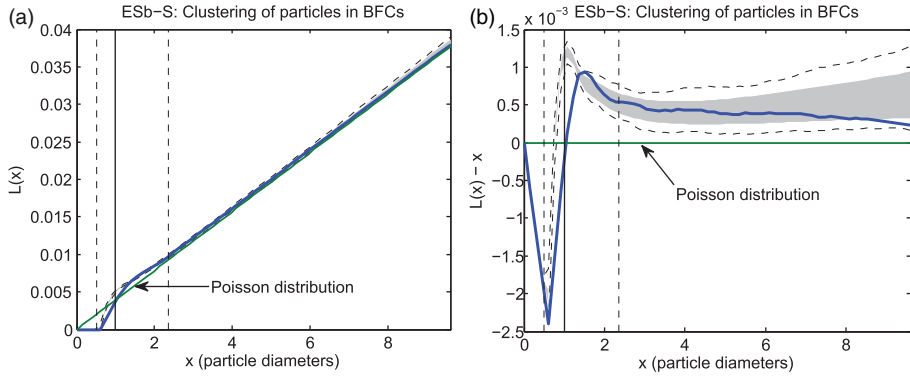 (a)
ESb−S: Clustering of particles in BFCs
0.04
0.035
0.03
0.025
0.02
0.015
0.01
0.005
0
L(x)
Poisson distribution
0 2 4 6 8
x (particle diameters)
(b)
ESb−S: Clustering of particles in BFCs
x 10⁻³
1.5
1
0.5
0
−0.5
−1
−1.5
−2
−2.5
L(x) − x
Poisson distribution
0 2 4 6 8
x (particle diameters)